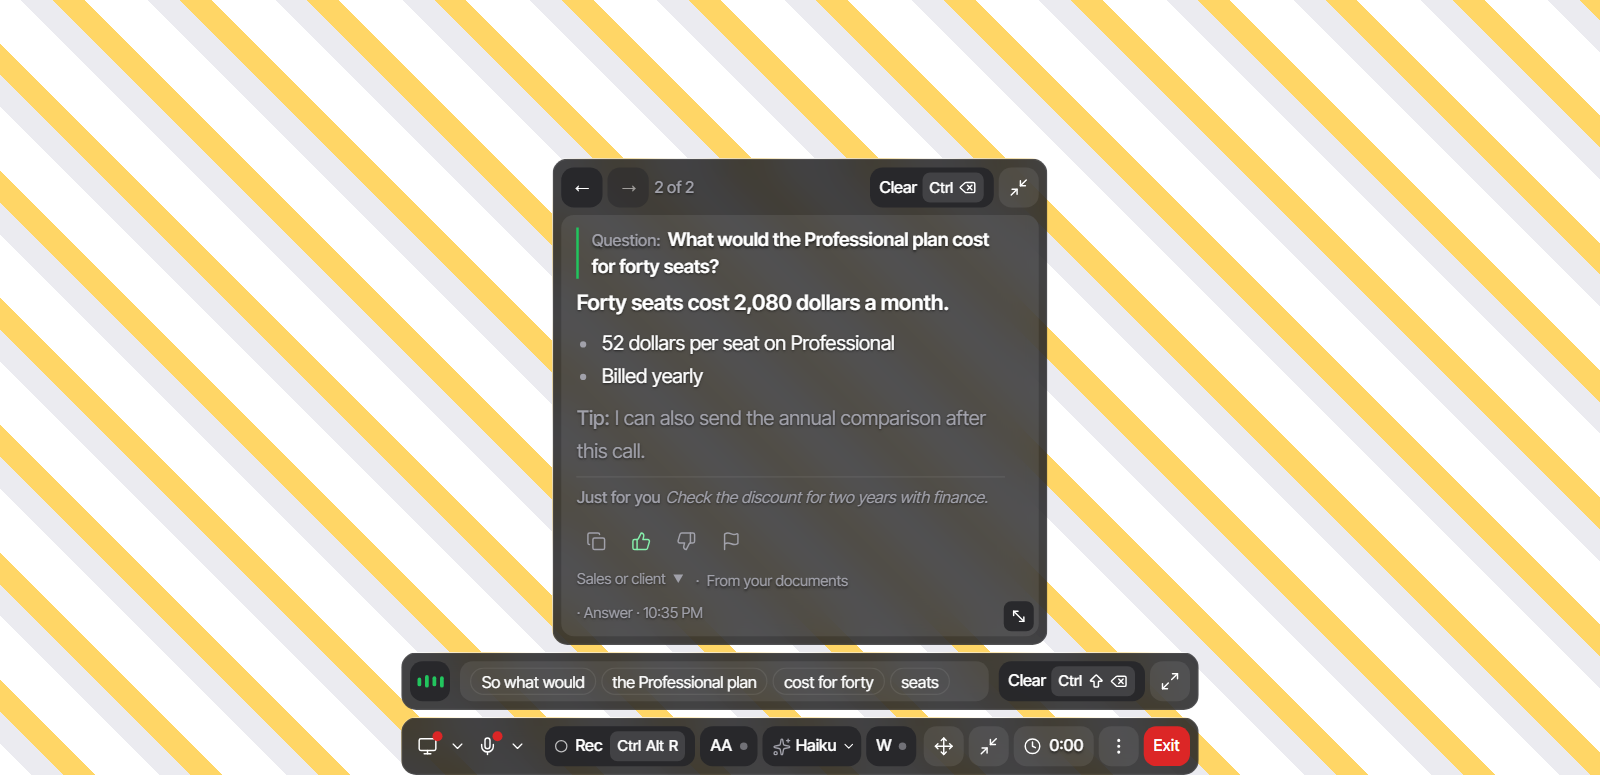 ← → 2 of 2 Clear Ctrl
Question: What would the Professional plan cost
for forty seats?
Forty seats cost 2,080 dollars a month.
• 52 dollars per seat on Professional
• Billed yearly
Tip: I can also send the annual comparison after
this call.
Just for you Check the discount for two years with finance.
Sales or client ▼ · From your documents
· Answer · 10:35 PM
So what would the Professional plan cost for forty seats Clear Ctrl
Rec Ctrl Alt R AA Haiku W 0:00 Exit